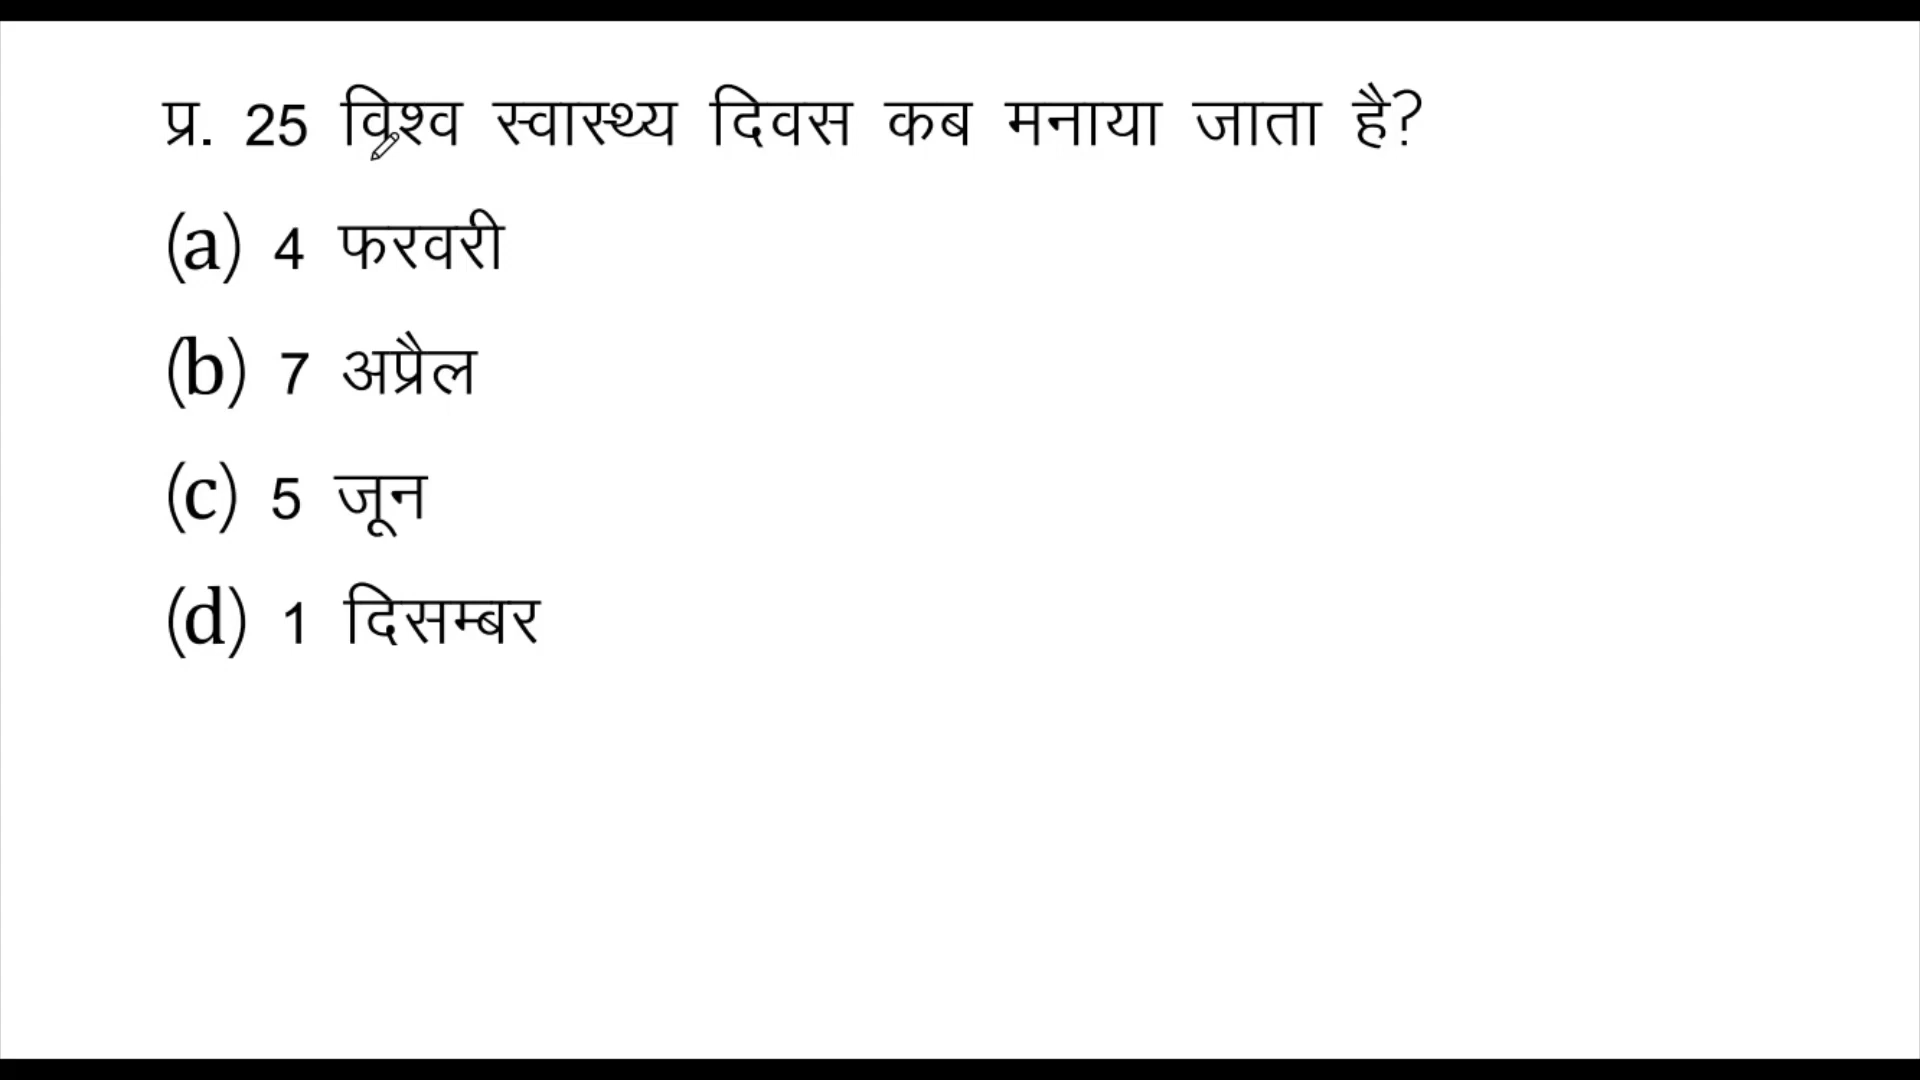 प्र. 25 विश्व स्वास्थ्य दिवस कब मनाया जाता है?
(a) 4 फरवरी
(b) 7 अप्रैल
(c) 5 जून
(d) 1 दिसम्बर